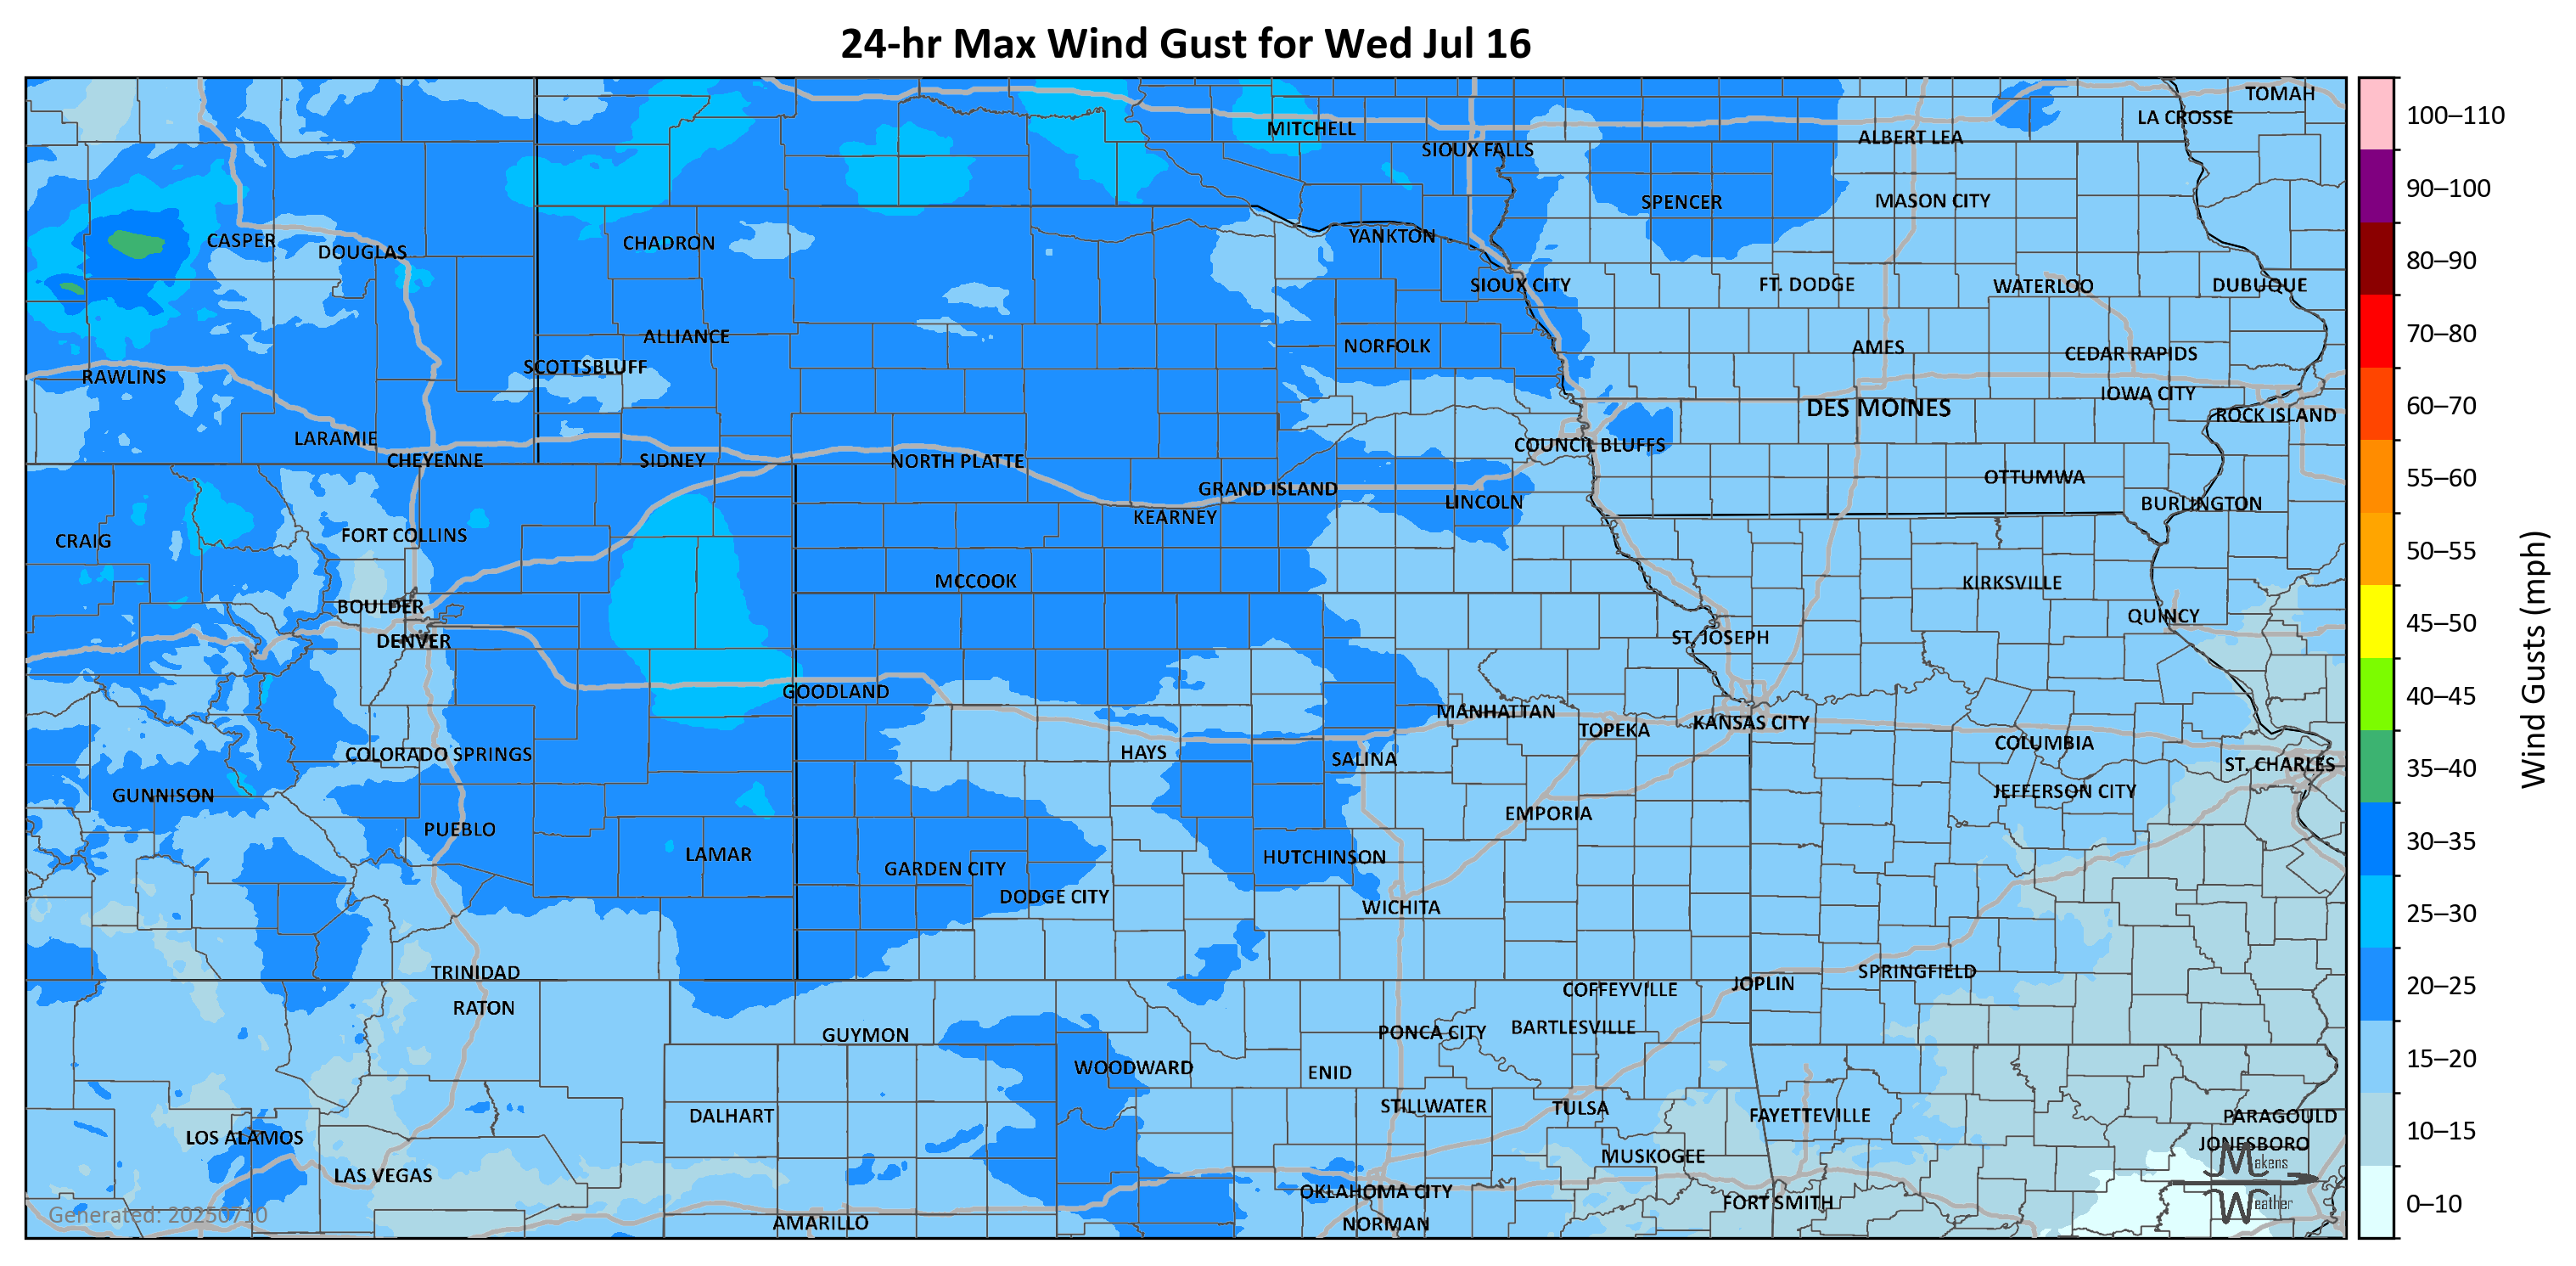 24-hr Max Wind Gust for Wed Jul 16
TOMAH
LA CROSSE
MITCHELL
ALBERT LEA
SIOUX FALLS
SPENCER
MASON CITY
CASPER
DOUGLAS
CHADRON
YANKTON
SIOUX CITY
FT. DODGE
WATERLOO
DUBUQUE
ALLIANCE
NORFOLK
AMES
CEDAR RAPIDS
SCOTTSBLUFF
RAWLINS
IOWA CITY
DES MOINES
ROCK ISLAND
LARAMIE
COUNCIL BLUFFS
CHEYENNE
SIDNEY
NORTH PLATTE
OTTUMWA
GRAND ISLAND
LINCOLN
BURLINGTON
KEARNEY
CRAIG
FORT COLLINS
MCCOOK
KIRKSVILLE
BOULDER
QUINCY
DENVER
ST. JOSEPH
GOODLAND
MANHATTAN
TOPEKA
KANSAS CITY
COLUMBIA
COLORADO SPRINGS
HAYS
SALINA
ST. CHARLES
GUNNISON
JEFFERSON CITY
EMPORIA
PUEBLO
LAMAR
HUTCHINSON
GARDEN CITY
DODGE CITY
WICHITA
TRINIDAD
SPRINGFIELD
JOPLIN
COFFEYVILLE
RATON
GUYMON
PONCA CITY
BARTLESVILLE
WOODWARD
ENID
STILLWATER
TULSA
DALHART
FAYETTEVILLE
PARAGOULD
LOS ALAMOS
JONESBORO
MUSKOGEE
LAS VEGAS
OKLAHOMA CITY
FORT SMITH
AMARILLO
NORMAN
Generated: 20250710
Makens
Weather
100–110
90–100
80–90
70–80
60–70
55–60
50–55
45–50
40–45
35–40
30–35
25–30
20–25
15–20
10–15
0–10
Wind Gusts (mph)